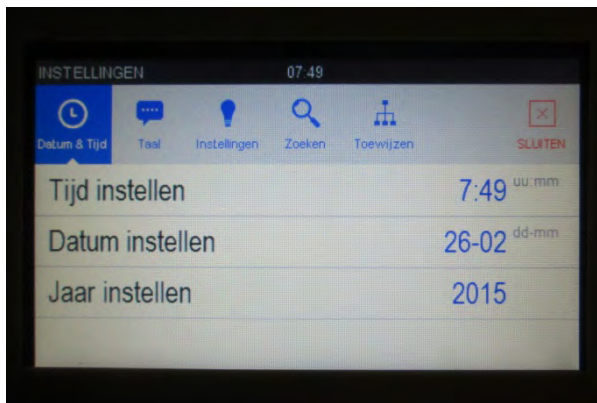 INSTELLINGEN 07:49
Datum & Tijd Taal Instellingen Zoeken Toewijzen SLUITEN
Tijd instellen 7:49 uu:mm
Datum instellen 26-02 dd-mm
Jaar instellen 2015